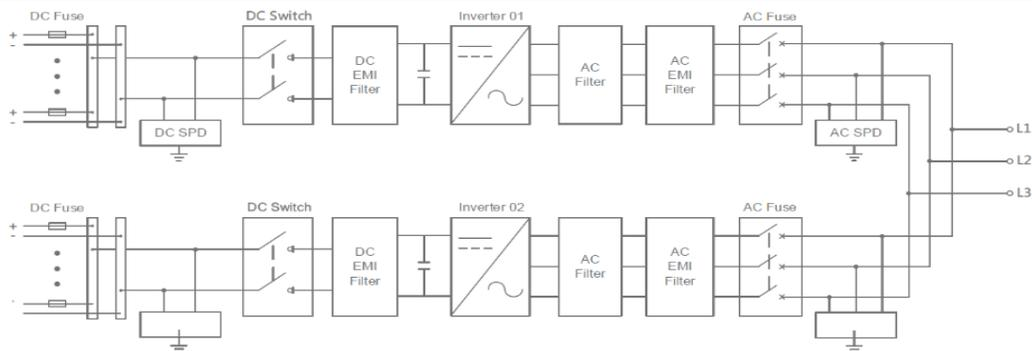 DC Fuse
DC Switch
Inverter 01
AC Fuse
+
-
DC
EMI
Filter
AC
Filter
AC
EMI
Filter
+
-
DC SPD
AC SPD
L1
L2
L3
DC Fuse
DC Switch
Inverter 02
AC Fuse
+
-
DC
EMI
Filter
AC
Filter
AC
EMI
Filter